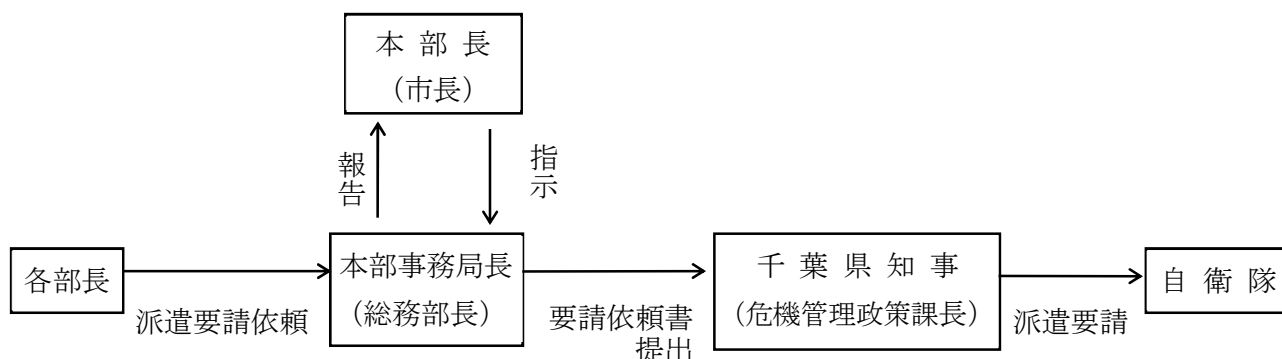 本 部 長
（市長）
報告
指示
各部長
派遣要請依頼
本部事務局長
（総務部長）
要請依頼書
提出
千 葉 県 知 事
（危機管理政策課長）
派遣要請
自 衛 隊